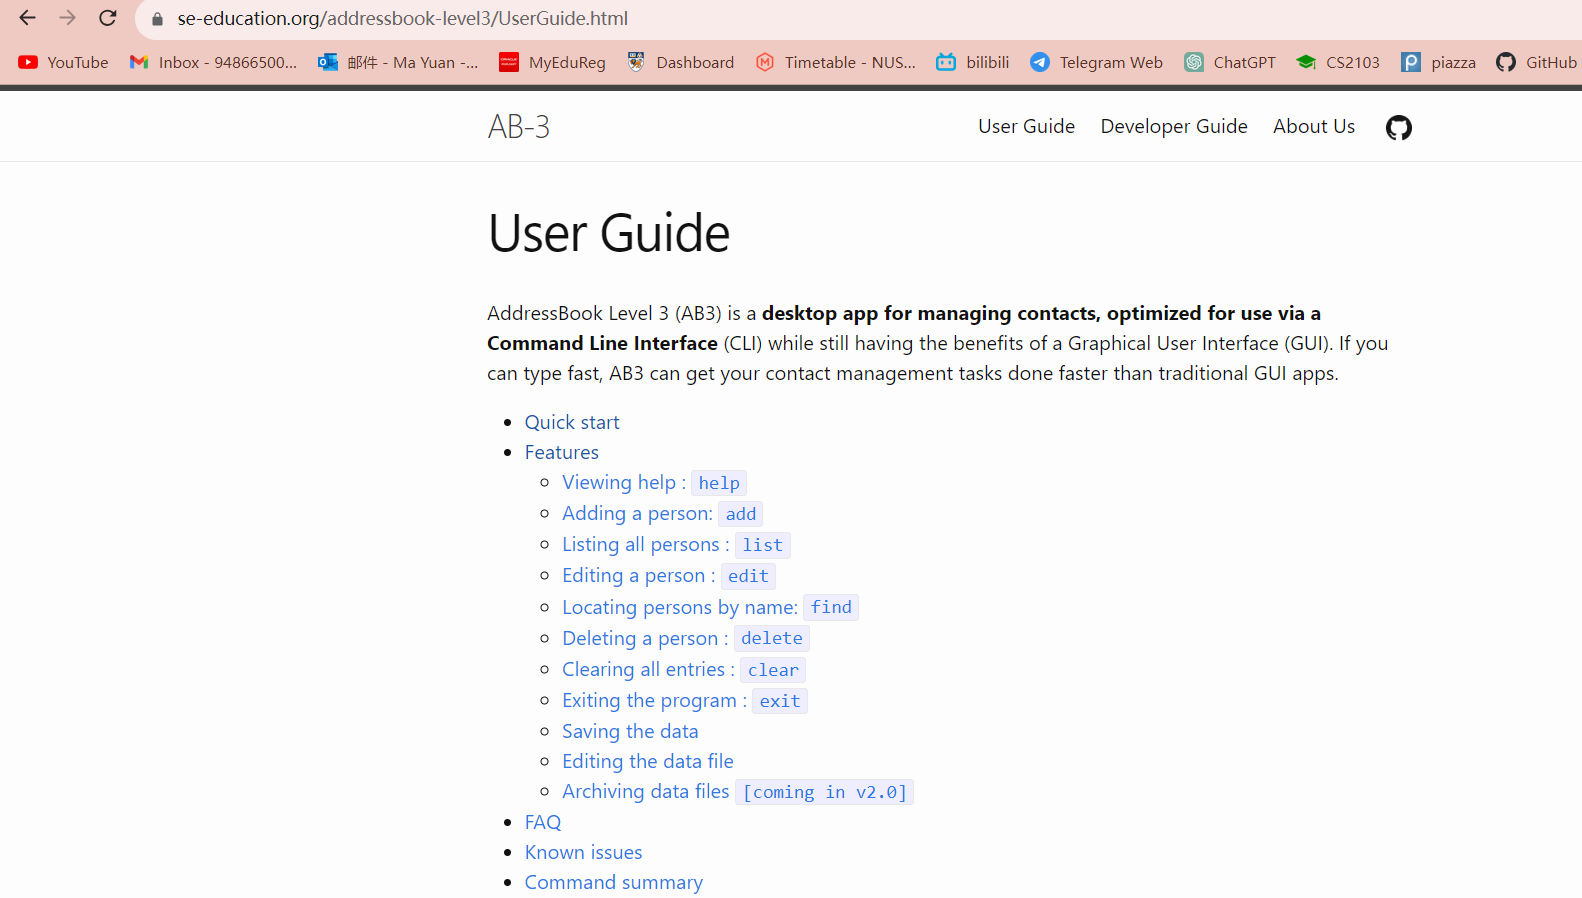 se-education.org/addressbook-level3/UserGuide.html
YouTube Inbox - 94866500... 邮件 - Ma Yuan -... MyEduReg Dashboard Timetable - NUS... bilibili Telegram Web ChatGPT CS2103 piazza GitHub
AB-3 User Guide Developer Guide About Us
User Guide
AddressBook Level 3 (AB3) is a desktop app for managing contacts, optimized for use via a
Command Line Interface (CLI) while still having the benefits of a Graphical User Interface (GUI). If you
can type fast, AB3 can get your contact management tasks done faster than traditional GUI apps.
Quick start
Features
Viewing help : help
Adding a person: add
Listing all persons : list
Editing a person : edit
Locating persons by name: find
Deleting a person : delete
Clearing all entries : clear
Exiting the program : exit
Saving the data
Editing the data file
Archiving data files [coming in v2.0]
FAQ
Known issues
Command summary